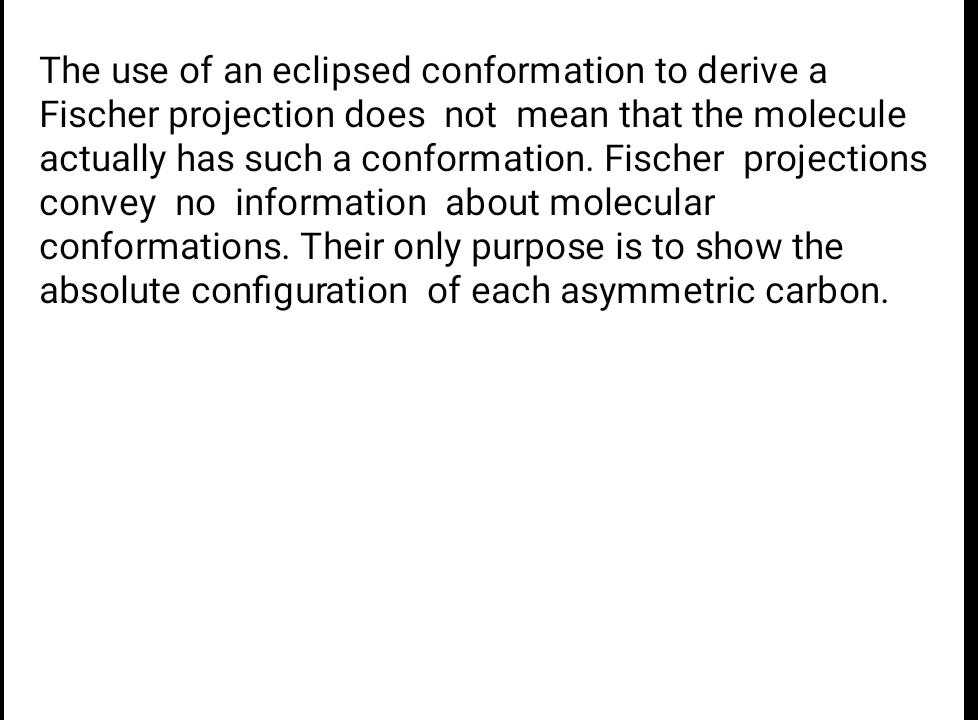 The use of an eclipsed conformation to derive a
Fischer projection does not mean that the molecule
actually has such a conformation. Fischer projections
convey no information about molecular
conformations. Their only purpose is to show the
absolute configuration of each asymmetric carbon.